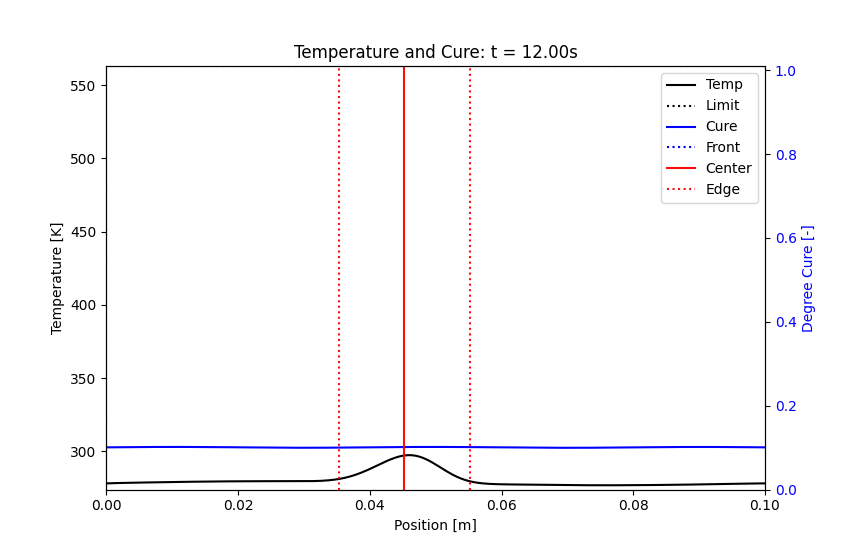 Temperature and Cure: t = 12.00s
550
500
450
400
350
300
Temperature [K]
1.0
0.8
0.6
0.4
0.2
0.0
Degree Cure [-]
Temp
Limit
Cure
Front
Center
Edge
0.00
0.02
0.04
0.06
0.08
0.10
Position [m]